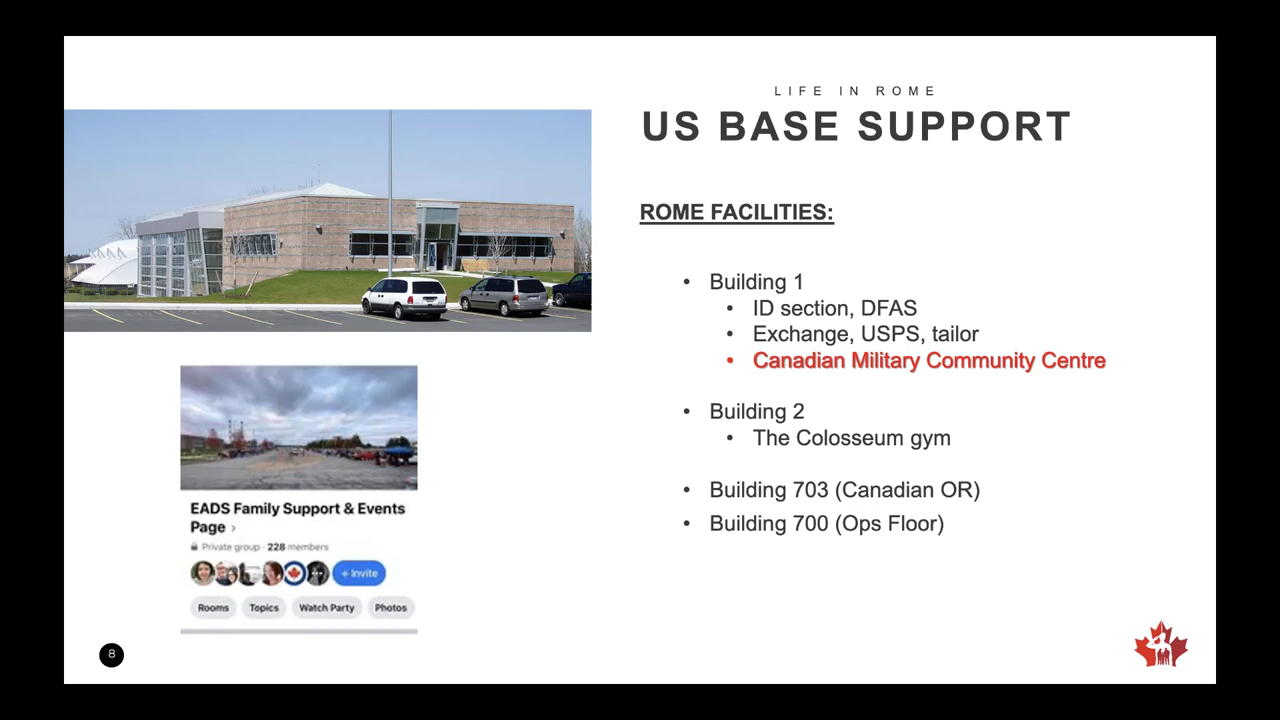 LIFE IN ROME
US BASE SUPPORT
ROME FACILITIES:
• Building 1
• ID section, DFAS
• Exchange, USPS, tailor
• Canadian Military Community Centre
• Building 2
• The Colosseum gym
• Building 703 (Canadian OR)
• Building 700 (Ops Floor)
EADS Family Support & Events
Page ›
Private group · 228 members
+ Invite
Rooms Topics Watch Party Photos
8